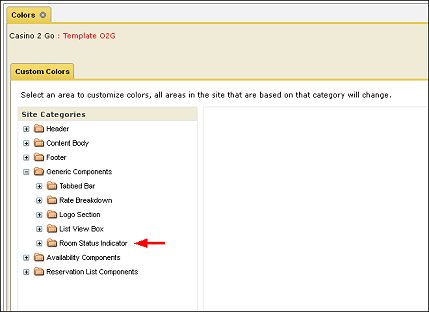 Colors
Casino 2 Go : Template O2G
Custom Colors
Select an area to customize colors, all areas in the site that are based on that category will change.
Site Categories
Header
Content Body
Footer
Generic Components
Tabbed Bar
Rate Breakdown
Logo Section
List View Box
Room Status Indicator
Availability Components
Reservation List Components